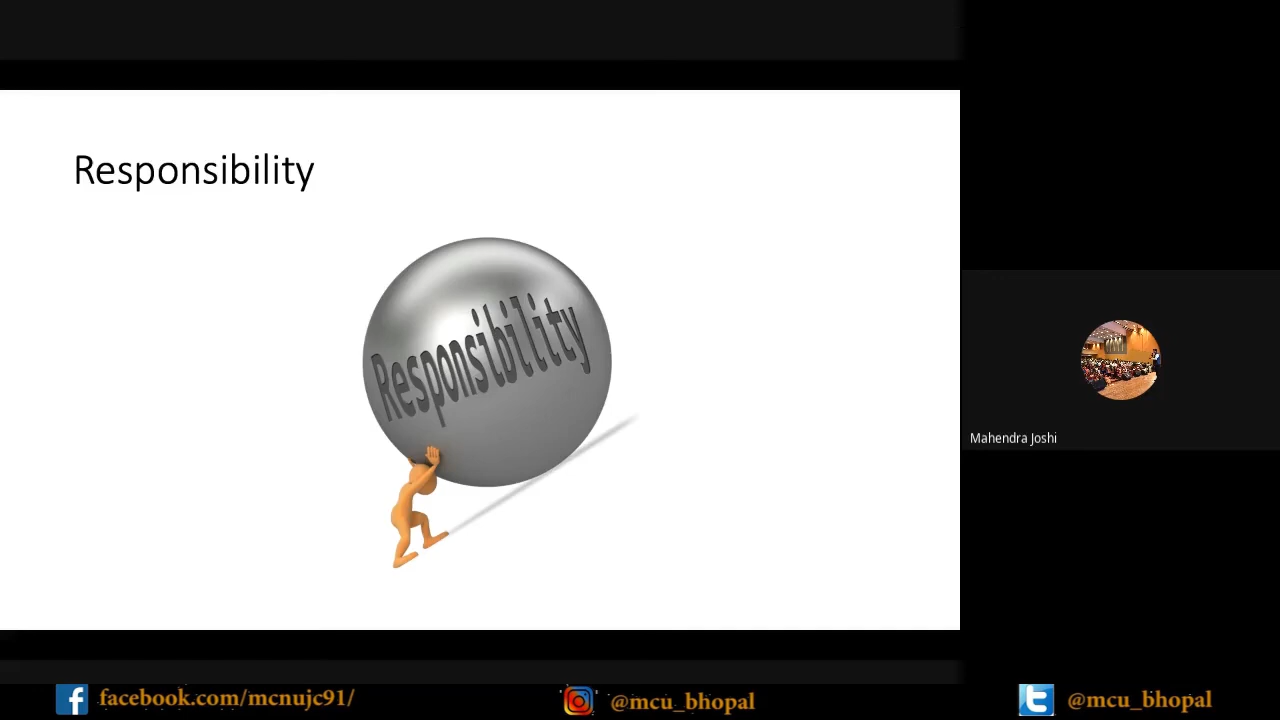 Responsibility
Responsibility
Mahendra Joshi
facebook.com/mcnujc91/
@mcu_bhopal
@mcu_bhopal